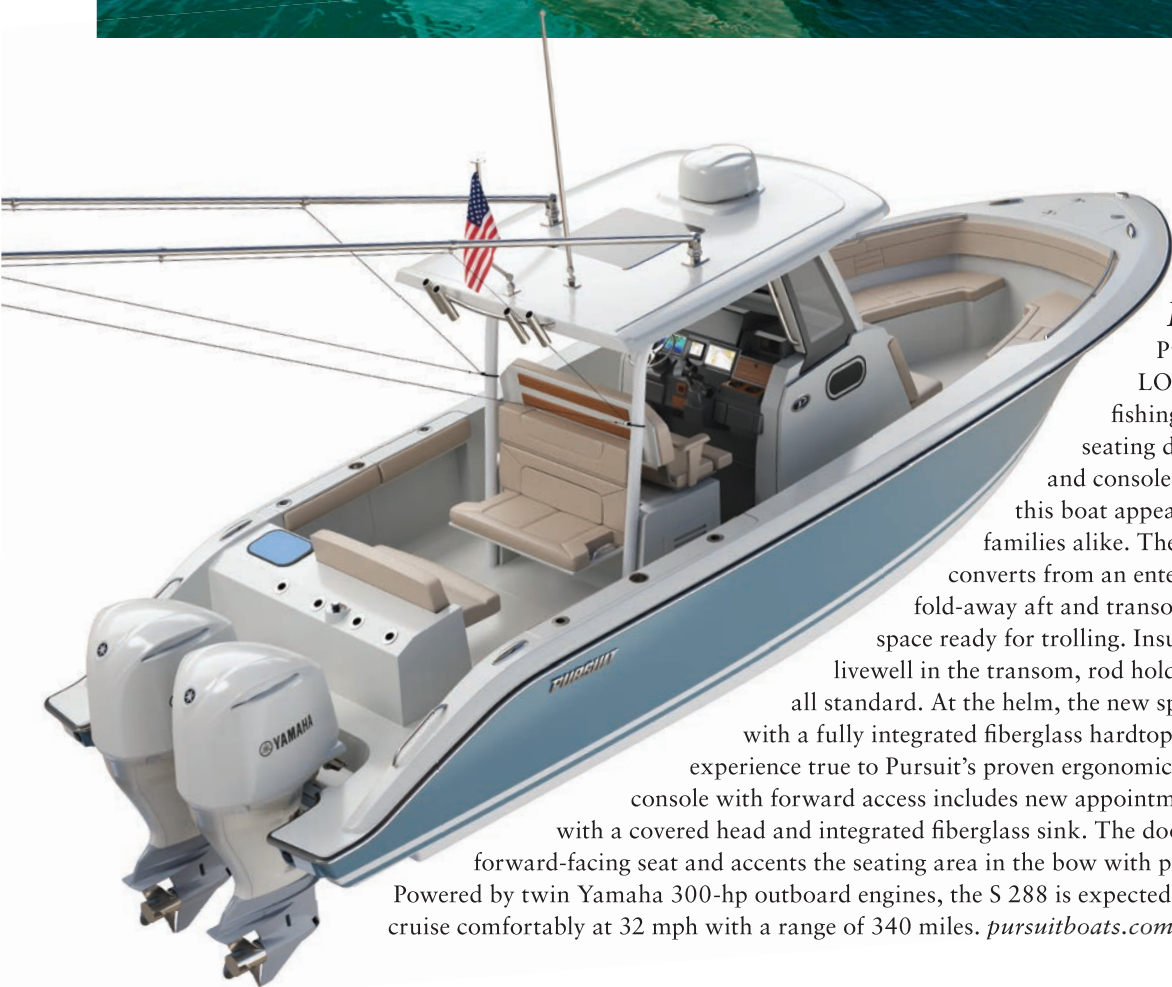 PURSUIT
YAMAHA
LO
fishing
seating d
and console
this boat appea
families alike. The
converts from an ente
fold-away aft and transo
space ready for trolling. Insu
livewell in the transom, rod hold
all standard. At the helm, the new sp
with a fully integrated fiberglass hardtop
experience true to Pursuit’s proven ergonomic
console with forward access includes new appointm
with a covered head and integrated fiberglass sink. The doo
forward-facing seat and accents the seating area in the bow with p
Powered by twin Yamaha 300-hp outboard engines, the S 288 is expected
cruise comfortably at 32 mph with a range of 340 miles. pursuitboats.com